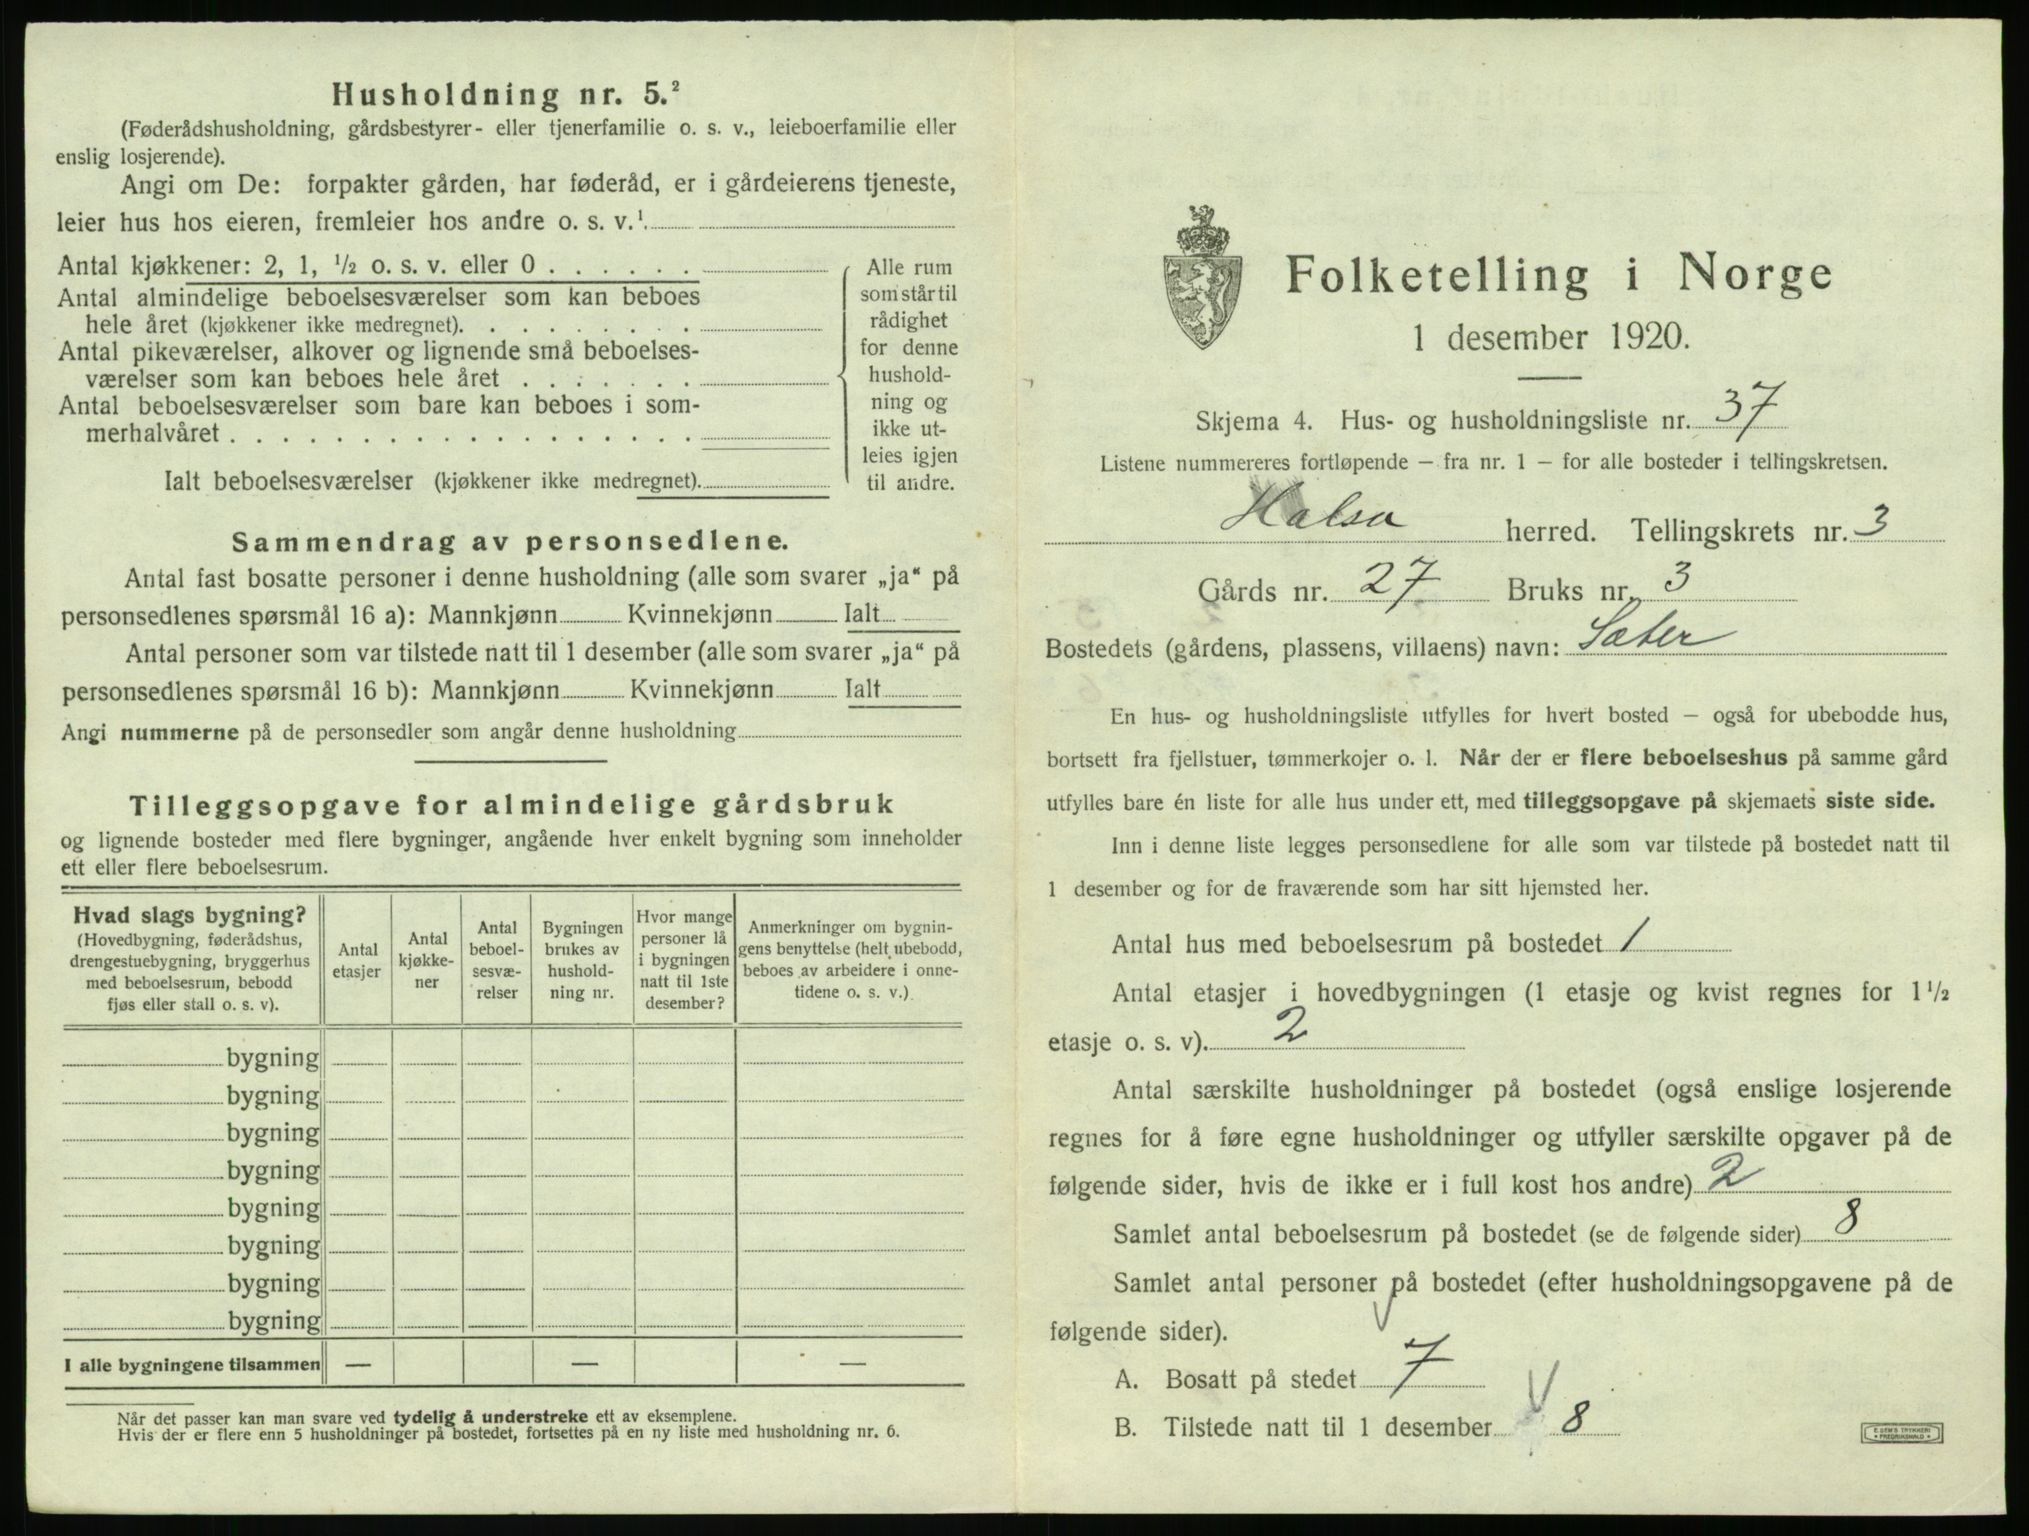 Husholdning nr. 5.²
(Føderådshusholdning, gårdsbestyrer- eller tjenerfamilie o. s. v., leieboerfamilie eller
enslig losjerende).
Angi om De: forpakter gården, har føderåd, er i gårdeierens tjeneste,
leier hus hos eieren, fremleier hos andre o. s. v.¹
Antal kjøkkener: 2, 1, ½ o. s. v. eller 0 . . . . . .
Antal almindelige beboelsesværelser som kan beboes
hele året (kjøkkener ikke medregnet). . . . . . . . .
Antal pikeværelser, alkover og lignende små beboelses-
værelser som kan beboes hele året . . . . . . .
Antal beboelsesværelser som bare kan beboes i som-
merhalvåret . . . . . . . . . . . . . . . . . .
Ialt beboelsesværelser (kjøkkener ikke medregnet).
Alle rum
som står til
rådighet
for denne
hushold-
ning og
ikke ut-
leies igjen
til andre.
Sammendrag av personsedlene.
Antal fast bosatte personer i denne husholdning (alle som svarer „ja“ på
personsedlenes spørsmål 16 a): Mannkjønn Kvinnekjønn Ialt
Antal personer som var tilstede natt til 1 desember (alle som svarer „ja“ på
personsedlenes spørsmål 16 b): Mannkjønn Kvinnekjønn Ialt
Angi nummerne på de personsedler som angår denne husholdning
Tilleggsopgave for almindelige gårdsbruk
og lignende bosteder med flere bygninger, angående hver enkelt bygning som inneholder
ett eller flere beboelsesrum.
Hvad slags bygning?
(Hovedbygning, føderådshus,
drengestuebygning, bryggerhus
med beboelsesrum, bebodd
fjøs eller stall o. s. v).
Antal
etasjer
Antal
kjøkke-
ner
Antal
beboel-
sesvæ-
relser
Bygningen
brukes av
hushold-
ning nr.
Hvor mange
personer lå
i bygningen
natt til 1ste
desember?
Anmerkninger om bygnin-
gens benyttelse (helt ubebodd,
beboes av arbeidere i onne-
tidene o. s. v.)
bygning
bygning
bygning
bygning
bygning
bygning
bygning
bygning
I alle bygningene tilsammen — — —
Når det passer kan man svare ved tydelig å understreke ett av eksemplene.
Hvis der er flere enn 5 husholdninger på bostedet, fortsettes på en ny liste med husholdning nr. 6.
Folketelling i Norge
1 desember 1920.
Skjema 4. Hus- og husholdningsliste nr. 37
Listene nummereres fortløpende – fra nr. 1 – for alle bosteder i tellingskretsen.
Halsa herred. Tellingskrets nr. 3
Gårds nr. 27 Bruks nr. 3
Bostedets (gårdens, plassens, villaens) navn: Sæter
En hus- og husholdningsliste utfylles for hvert bosted – også for ubebodde hus,
bortsett fra fjellstuer, tømmerkojer o. l. Når der er flere beboelseshus på samme gård
utfylles bare én liste for alle hus under ett, med tilleggsopgave på skjemaets siste side.
Inn i denne liste legges personsedlene for alle som var tilstede på bostedet natt til
1 desember og for de fraværende som har sitt hjemsted her.
Antal hus med beboelsesrum på bostedet 1
Antal etasjer i hovedbygningen (1 etasje og kvist regnes for 1½
etasje o. s. v). 2
Antal særskilte husholdninger på bostedet (også enslige losjerende
regnes for å føre egne husholdninger og utfyller særskilte opgaver på de
følgende sider, hvis de ikke er i full kost hos andre) 2
Samlet antal beboelsesrum på bostedet (se de følgende sider) 8
Samlet antal personer på bostedet (efter husholdningsopgavene på de
følgende sider).
A. Bosatt på stedet 7
B. Tilstede natt til 1 desember 8
E. SEM'S TRYKKERI
FREDRIKSHALD